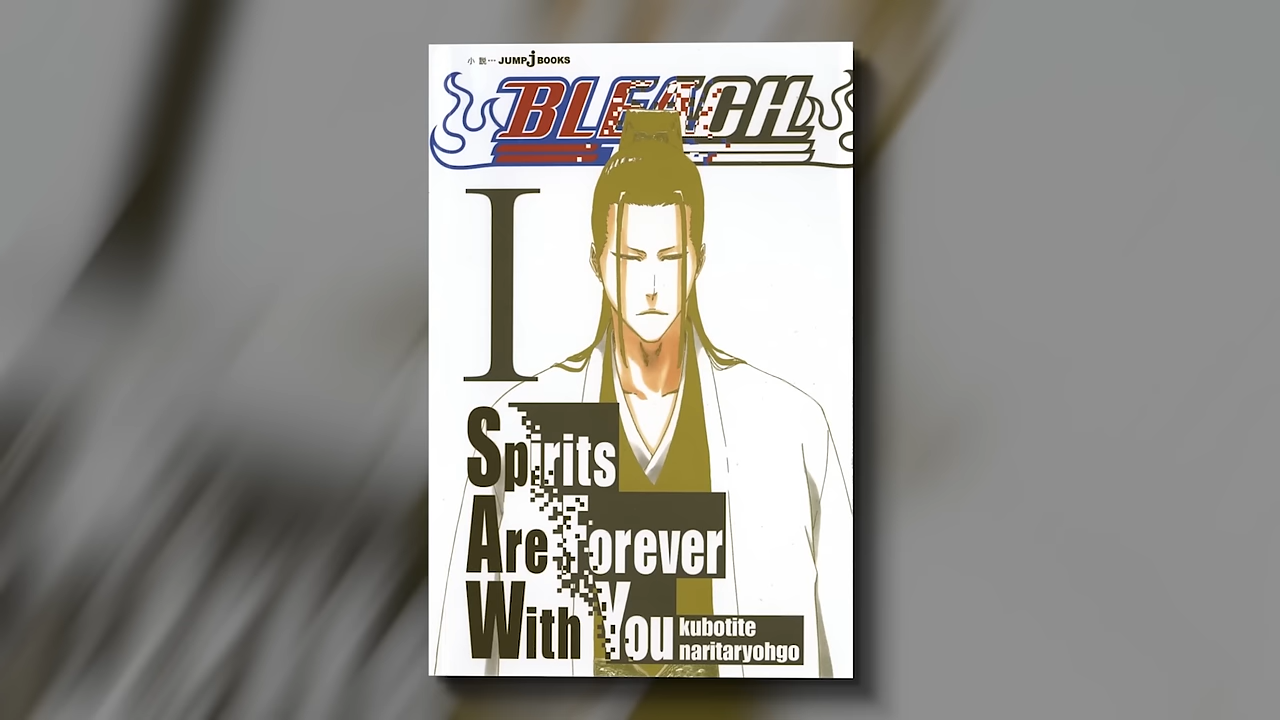 小説… JUMP j BOOKS
BLEACH
I
Spirits
Are Forever
With You
kubotite
naritaryohgo